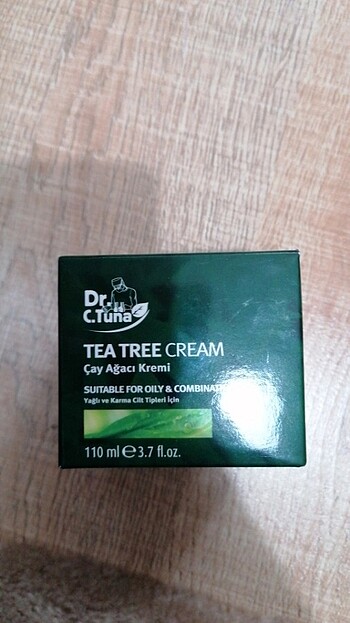 Dr.
C.Tuna
TEA TREE CREAM
Çay Ağacı Kremi
SUITABLE FOR OILY &
Yağlı ve Karma Cilt Tipleri İçin
110 ml ℮ 3.7 fl.oz.